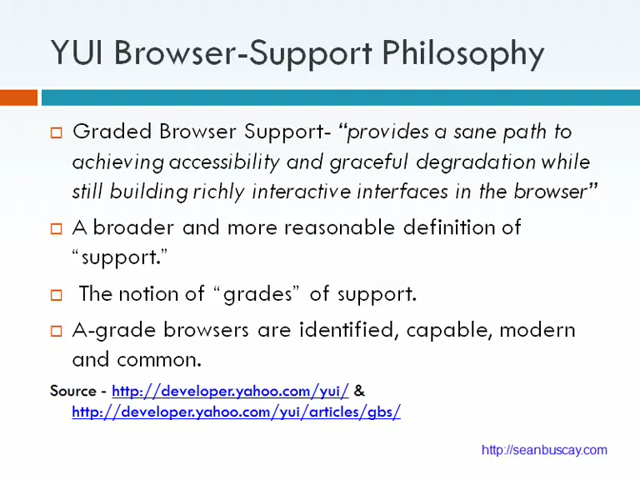 YUI Browser-Support Philosophy
Graded Browser Support- “provides a sane path to
achieving accessibility and graceful degradation while
still building richly interactive interfaces in the browser”
A broader and more reasonable definition of
“support.”
The notion of “grades” of support.
A-grade browsers are identified, capable, modern
and common.
Source - http://developer.yahoo.com/yui/ &
http://developer.yahoo.com/yui/articles/gbs/
http://seanbuscay.com